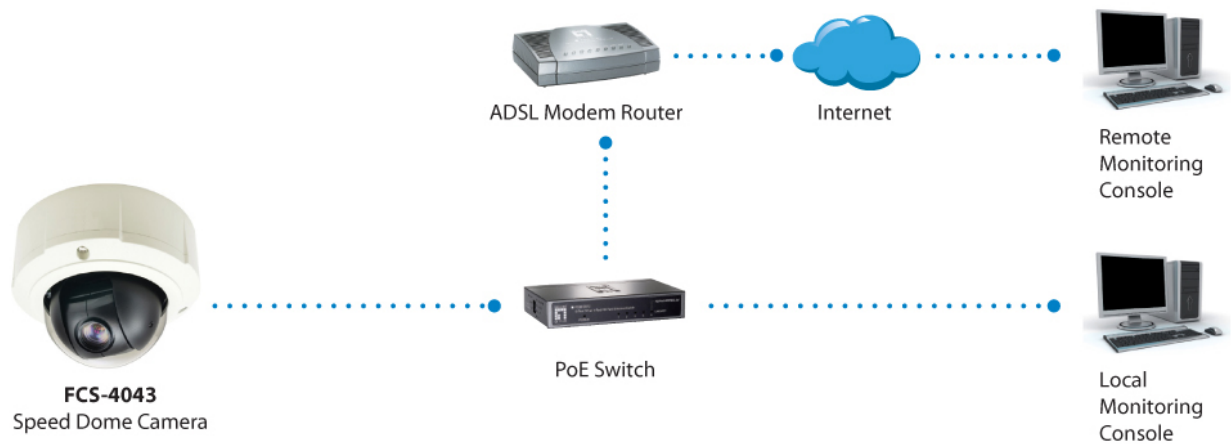 ADSL Modem Router
Internet
Remote
Monitoring
Console
FCS-4043
Speed Dome Camera
PoE Switch
Local
Monitoring
Console